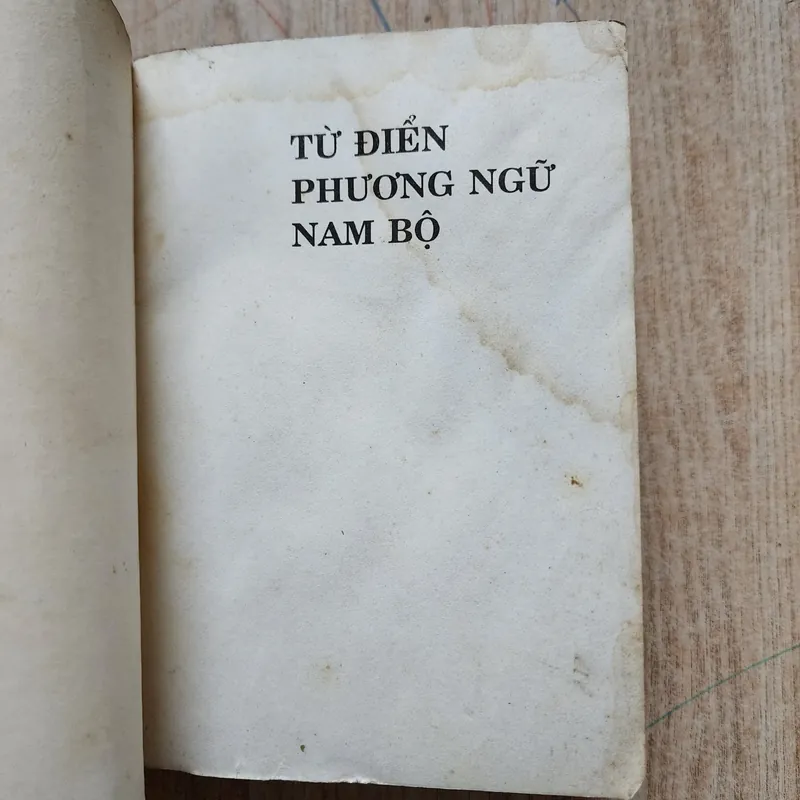 TỪ ĐIỂN
PHƯƠNG NGỮ
NAM BỘ